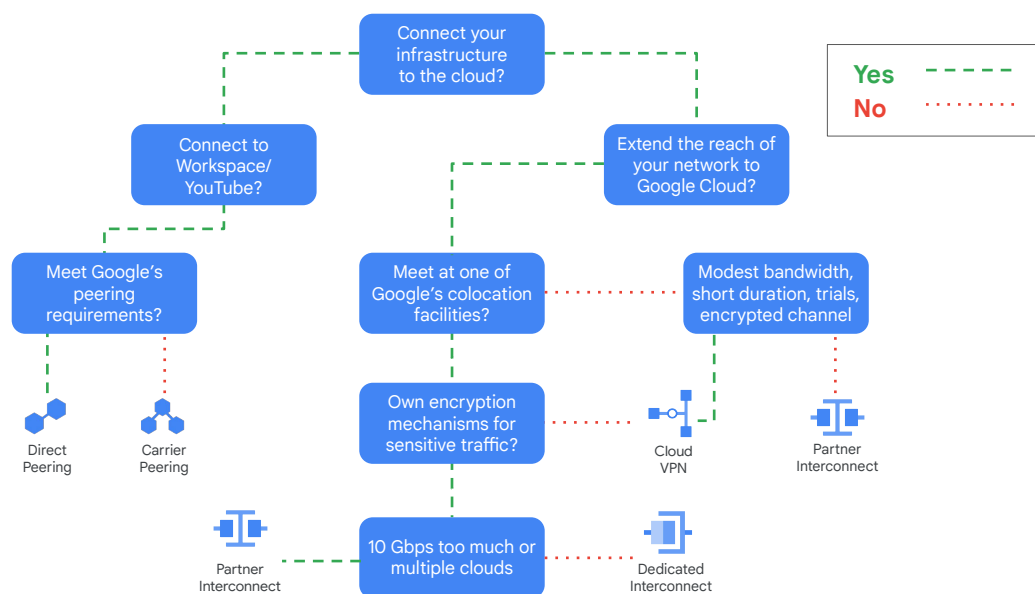 Connect your
infrastructure
to the cloud?
Yes
No
Connect to
Workspace/
YouTube?
Extend the reach of
your network to
Google Cloud?
Meet Google's
peering
requirements?
Meet at one of
Google's colocation
facilities?
Modest bandwidth,
short duration, trials,
encrypted channel
Own encryption
mechanisms for
sensitive traffic?
Direct
Peering
Carrier
Peering
Cloud
VPN
Partner
Interconnect
Partner
Interconnect
10 Gbps too much or
multiple clouds
Dedicated
Interconnect